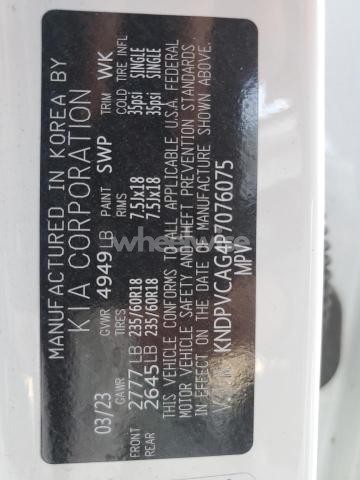 MANUFACTURED IN KOREA BY
KIA CORPORATION
03/23 GVWR 4949LB PAINT SWP TRIM WK
GAWR TIRES RIMS COLD TIRE INFL
FRONT 2777 LB 235/60R18 7.5JX18 35psi SINGLE
REAR 2645LB 235/60R18 7.5JX18 35psi SINGLE
THIS VEHICLE CONFORMS TO ALL APPLICABLE U.S.A. FEDERAL
MOTOR VEHICLE SAFETY AND THEFT PREVENTION STANDARDS
IN EFFECT ON THE DATE OF MANUFACTURE SHOWN ABOVE.
KNDPVCAG4P7076075
MPV